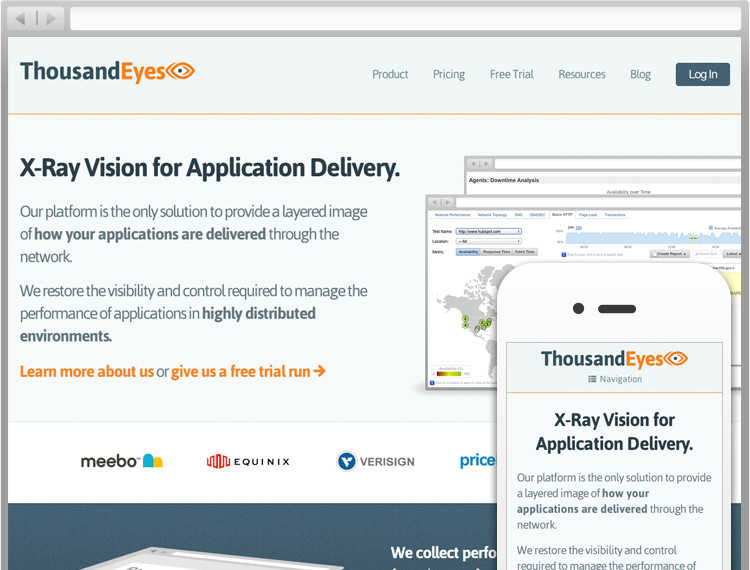 ThousandEyes
Product Pricing Free Trial Resources Blog Log In
X-Ray Vision for Application Delivery.
Our platform is the only solution to provide a layered image
of how your applications are delivered through the
network.
We restore the visibility and control required to manage the
performance of applications in highly distributed
environments.
Learn more about us or give us a free trial run →
Agents: Downtime Analysis
Availability over Time
Network Performance Network Topology DNS DNSSEC Basic HTTP Page Load Transactions
Test Name: http://www.hubspot.com
Location: -- All
Metric: Availability Response Time Fetch Time
24h 14d
Create Report
Availability (%)
meebo™
EQUINIX
VERISIGN
price
We collect perfo
ThousandEyes
Navigation
X-Ray Vision for
Application Delivery.
Our platform is the only solution to provide
a layered image of how your
applications are delivered through the
network.
We restore the visibility and control
required to manage the performance of